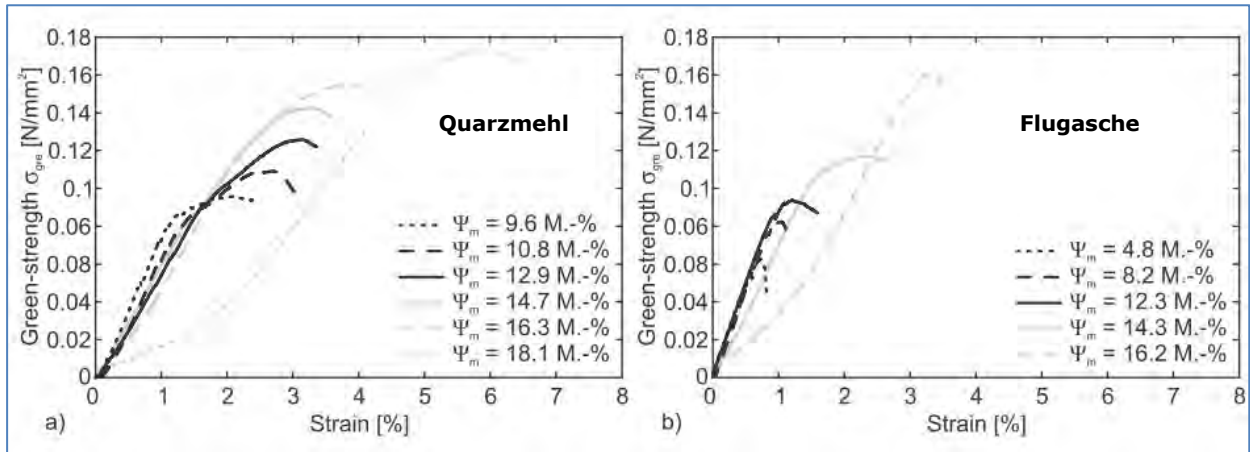 0.18
0.16
0.14
0.12
0.1
0.06
0.08
0.04
0.02
0
Green-strength σgre [N/mm²]
Quarzmehl
Ψm = 9.6 M.-%
Ψm = 10.8 M.-%
Ψm = 12.9 M.-%
Ψm = 14.7 M.-%
Ψm = 16.3 M.-%
Ψm = 18.1 M.-%
0 1 2 3 4 5 6 7 8
a) Strain [%]
0.18
0.16
0.14
0.12
0.1
0.06
0.08
0.04
0.02
0
Green-strength σgre [N/mm²]
Flugasche
Ψm = 4.8 M.-%
Ψm = 8.2 M.-%
Ψm = 12.3 M.-%
Ψm = 14.3 M.-%
Ψm = 16.2 M.-%
0 1 2 3 4 5 6 7 8
b) Strain [%]